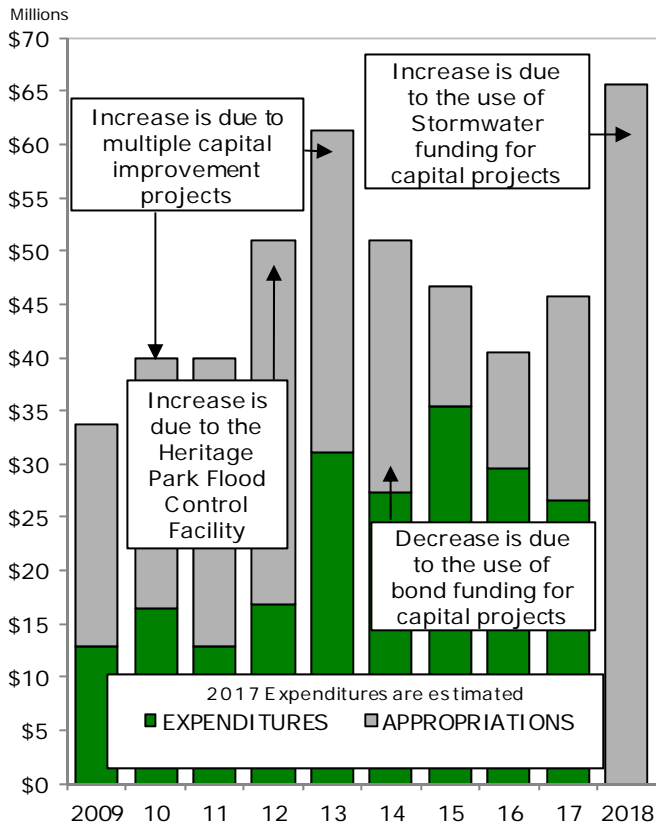 Millions
$70
$65
$60
$55
$50
$45
$40
$35
$30
$25
$20
$15
$10
$5
$0
Increase is due to
multiple capital
improvement
projects
Increase is due
to the use of
Stormwater
funding for
capital projects
Increase is
due to the
Heritage
Park Flood
Control
Facility
Decrease is due
to the use of
bond funding for
capital projects
2017 Expenditures are estimated
EXPENDITURES APPROPRIATIONS
2009 10 11 12 13 14 15 16 17 2018